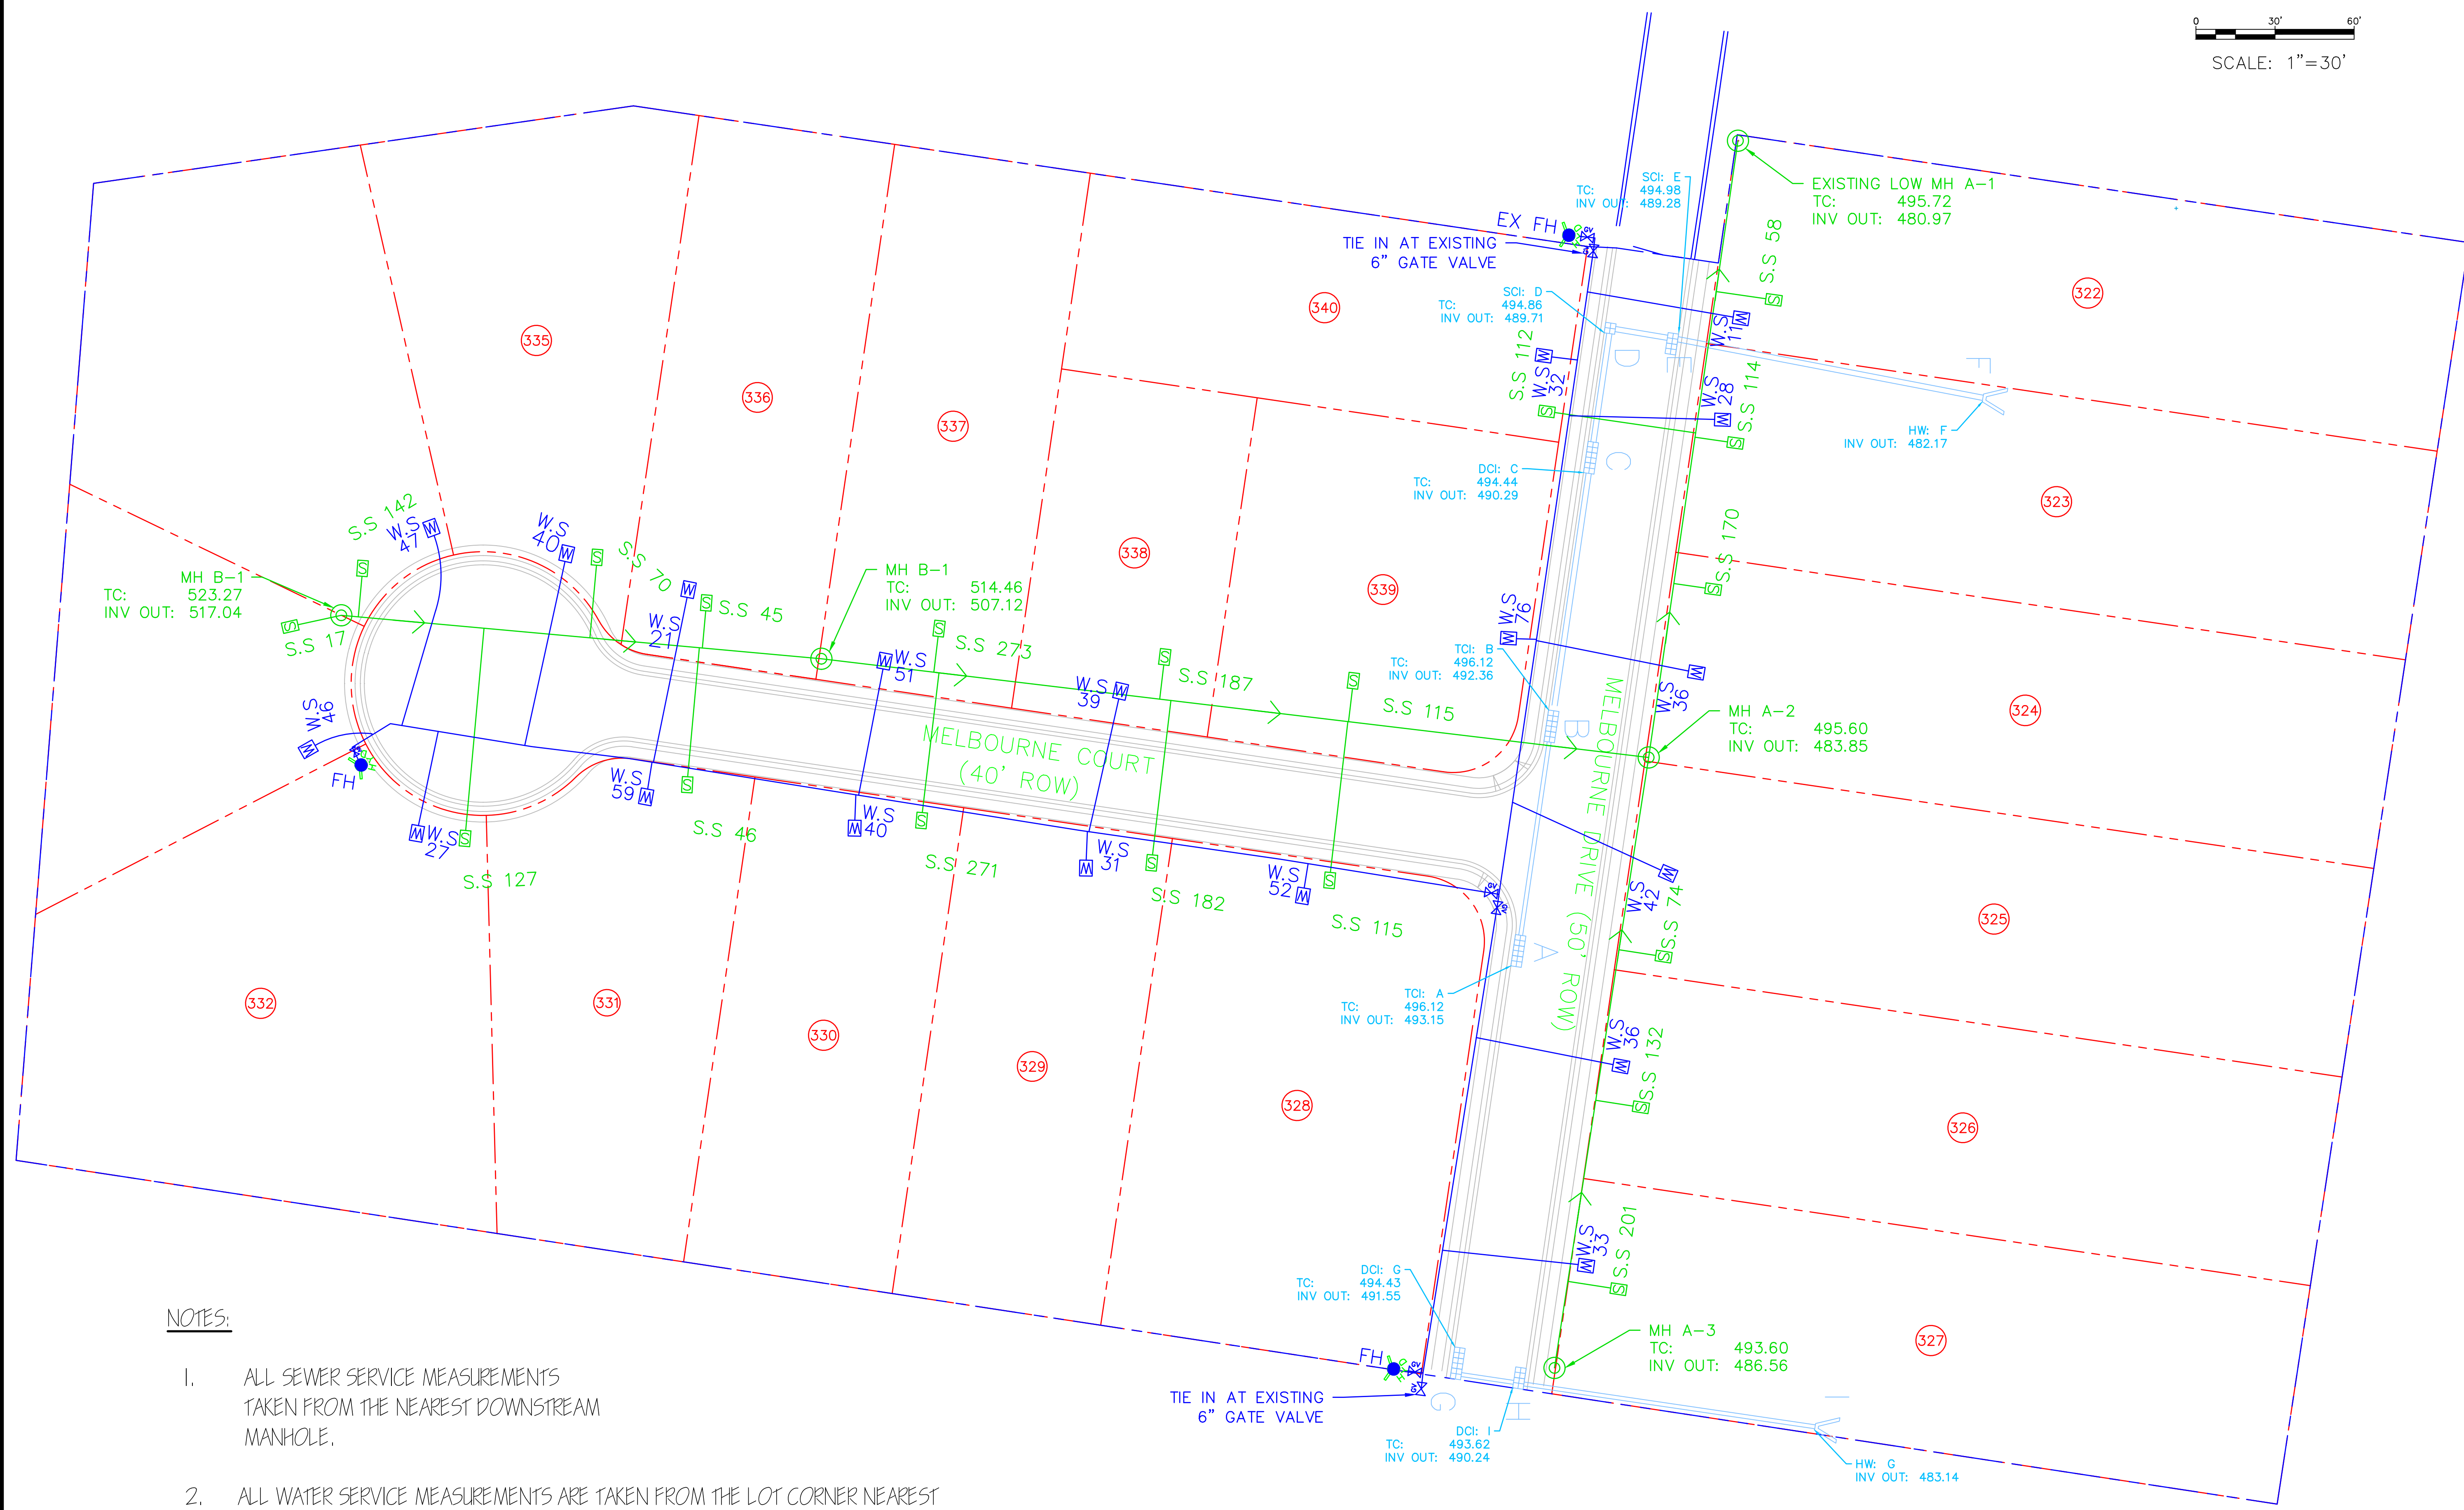 0 30' 60'
SCALE: 1"=30'
EXISTING LOW MH A-1
TC: 495.72
INV OUT: 480.97
SCI: E
TC: 494.98
INV OUT: 489.28
EX FH
TIE IN AT EXISTING
6" GATE VALVE
SCI: D
TC: 494.86
INV OUT: 489.71
S.S 58
322
340
335
336
337
338
339
323
324
325
326
327
328
329
330
331
332
W.S
11
S.S 112
W.S
32
W.S
28
S.S 114
D
E
F
HW: F
INV OUT: 482.17
DCI: C
TC: 494.44
INV OUT: 490.29
C
S.S 170
S.S 142
W.S
47
W.S
40
S.S 70
MH B-1
TC: 523.27
INV OUT: 517.04
S.S 17
W.S
21
S.S 45
MH B-1
TC: 514.46
INV OUT: 507.12
W.S
51
S.S 273
W.S
39
S.S 187
S.S 115
W.S
76
TCI: B
TC: 496.12
INV OUT: 492.36
B
W.S
36
MH A-2
TC: 495.60
INV OUT: 483.85
W.S
46
FH
W.S
27
S.S 127
W.S
59
S.S 46
W.S
40
S.S 271
W.S
31
S.S 182
W.S
52
S.S 115
MELBOURNE COURT
(40' ROW)
MELBOURNE DRIVE (50' ROW)
W.S
42
S.S 74
TCI: A
TC: 496.12
INV OUT: 493.15
A
W.S
36
S.S 132
W.S
33
S.S 201
DCI: G
TC: 494.43
INV OUT: 491.55
FH
TIE IN AT EXISTING
6" GATE VALVE
G
H
I
DCI: I
TC: 493.62
INV OUT: 490.24
MH A-3
TC: 493.60
INV OUT: 486.56
HW: G
INV OUT: 483.14
NOTES:
1. ALL SEWER SERVICE MEASUREMENTS
TAKEN FROM THE NEAREST DOWNSTREAM
MANHOLE.
2. ALL WATER SERVICE MEASUREMENTS ARE TAKEN FROM THE LOT CORNER NEAREST